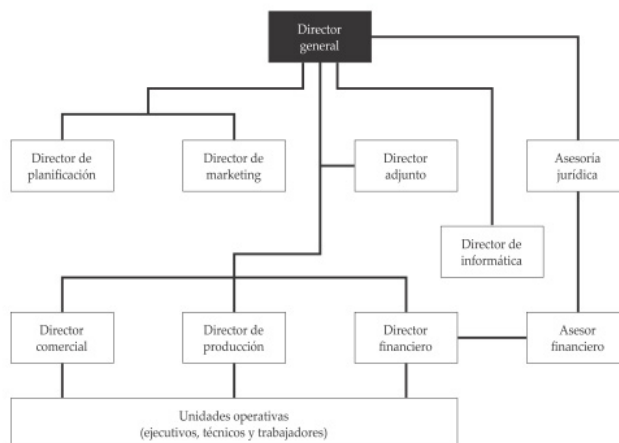 Director
general
Director de
planificación
Director de
marketing
Director
adjunto
Asesoría
jurídica
Director de
informática
Director
comercial
Director de
producción
Director
financiero
Asesor
financiero
Unidades operativas
(ejecutivos, técnicos y trabajadores)